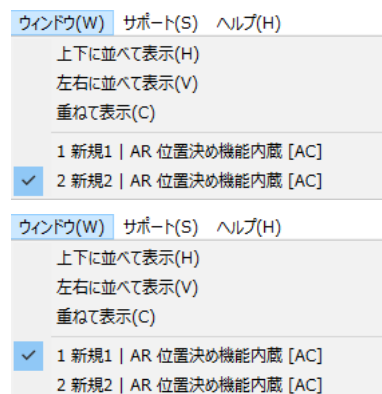 ウィンドウ(W) サポート(S) ヘルプ(H)
上下に並べて表示(H)
左右に並べて表示(V)
重ねて表示(C)
1 新規1 | AR 位置決め機能内蔵 [AC]
2 新規2 | AR 位置決め機能内蔵 [AC]
ウィンドウ(W) サポート(S) ヘルプ(H)
上下に並べて表示(H)
左右に並べて表示(V)
重ねて表示(C)
1 新規1 | AR 位置決め機能内蔵 [AC]
2 新規2 | AR 位置決め機能内蔵 [AC]